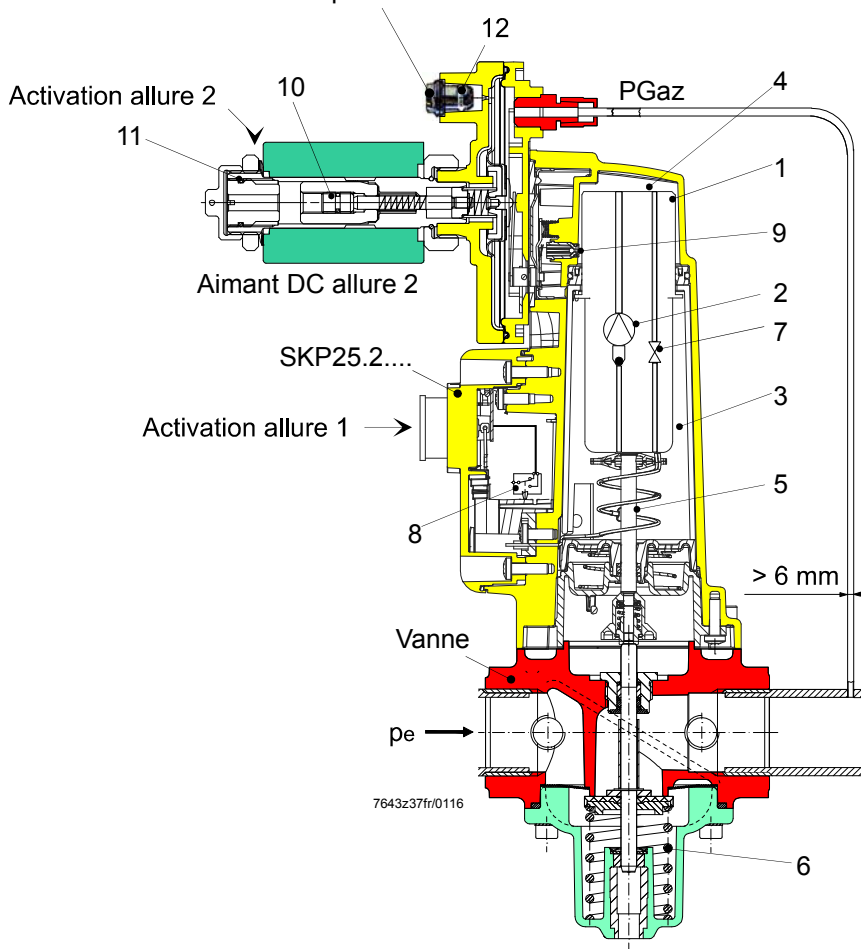 12
10
Activation allure 2
11
PGaz
4
1
9
Aimant DC allure 2
2
7
SKP25.2....
3
Activation allure 1
5
8
> 6 mm
Vanne
pe
7643z37fr/0116
6